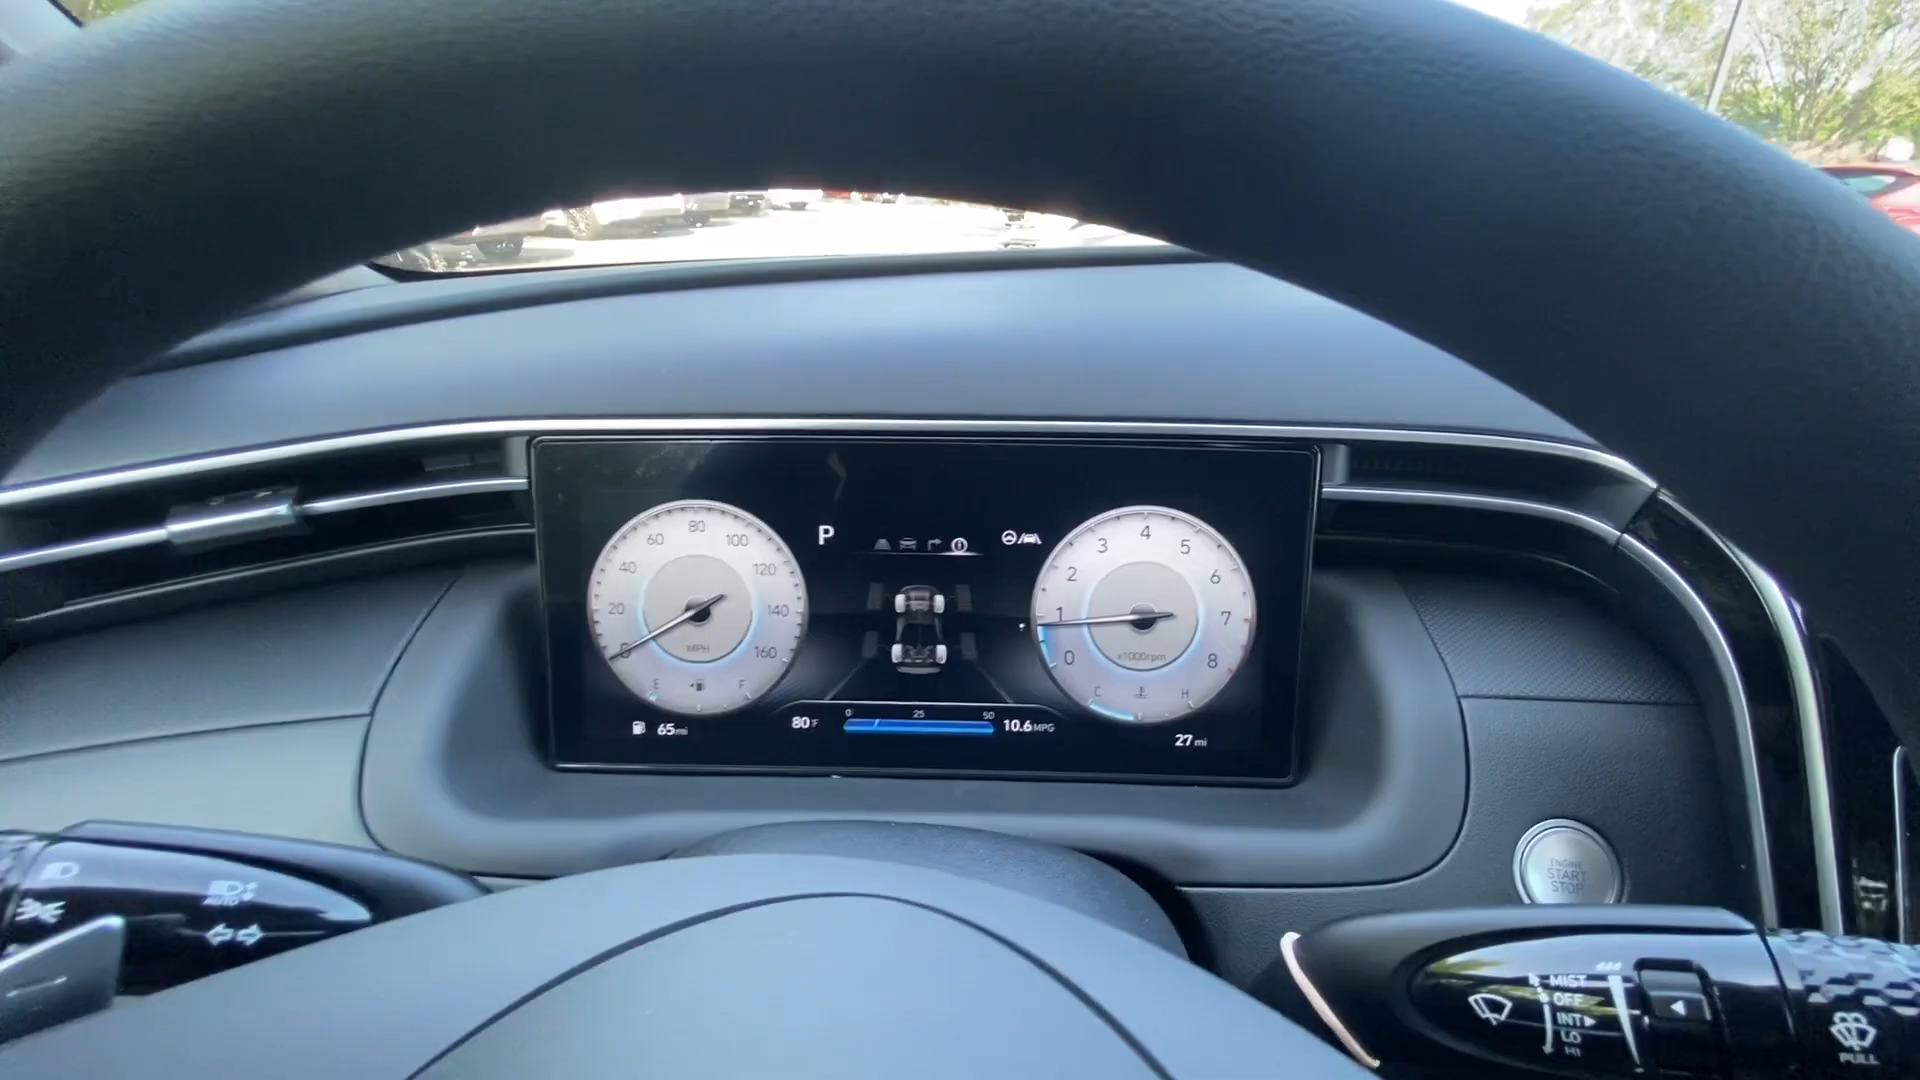 80
60
100
40
120
20
140
0
160
MPH
E
F
65mi
P
80°F
0
25
50
10.6MPG
4
3
5
2
6
1
7
0
8
x1000rpm
C
H
27mi
ENGINE
START
STOP
AUTO
MIST
OFF
INT
LO
HI
PULL